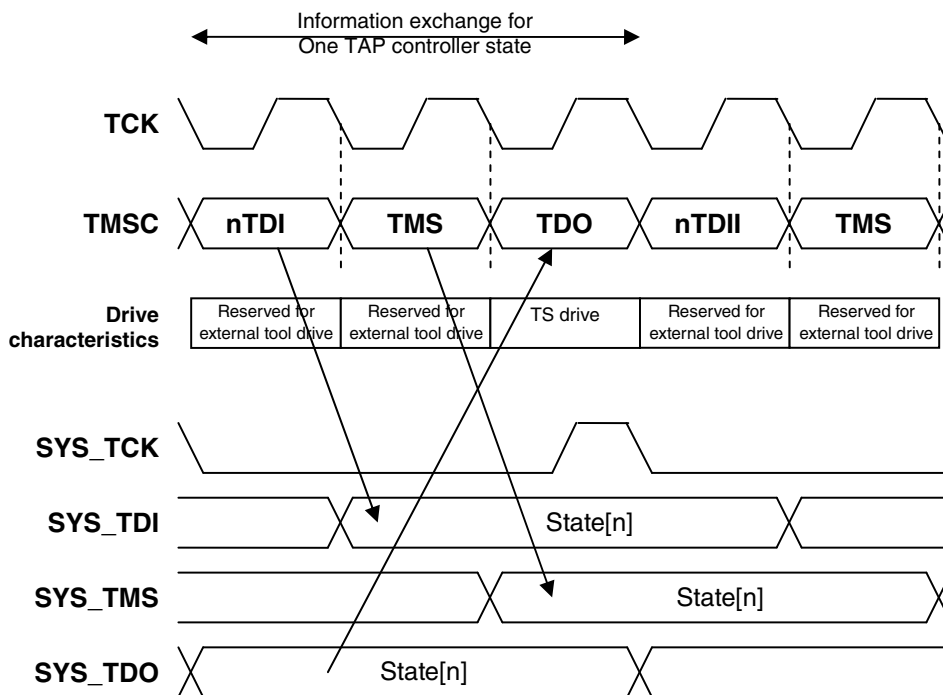 Information exchange for
One TAP controller state
TCK
TMSC
nTDI
TMS
TDO
nTDII
TMS
Drive
characteristics
Reserved for
external tool drive
Reserved for
external tool drive
TS drive
Reserved for
external tool drive
Reserved for
external tool drive
SYS_TCK
SYS_TDI
State[n]
SYS_TMS
State[n]
SYS_TDO
State[n]